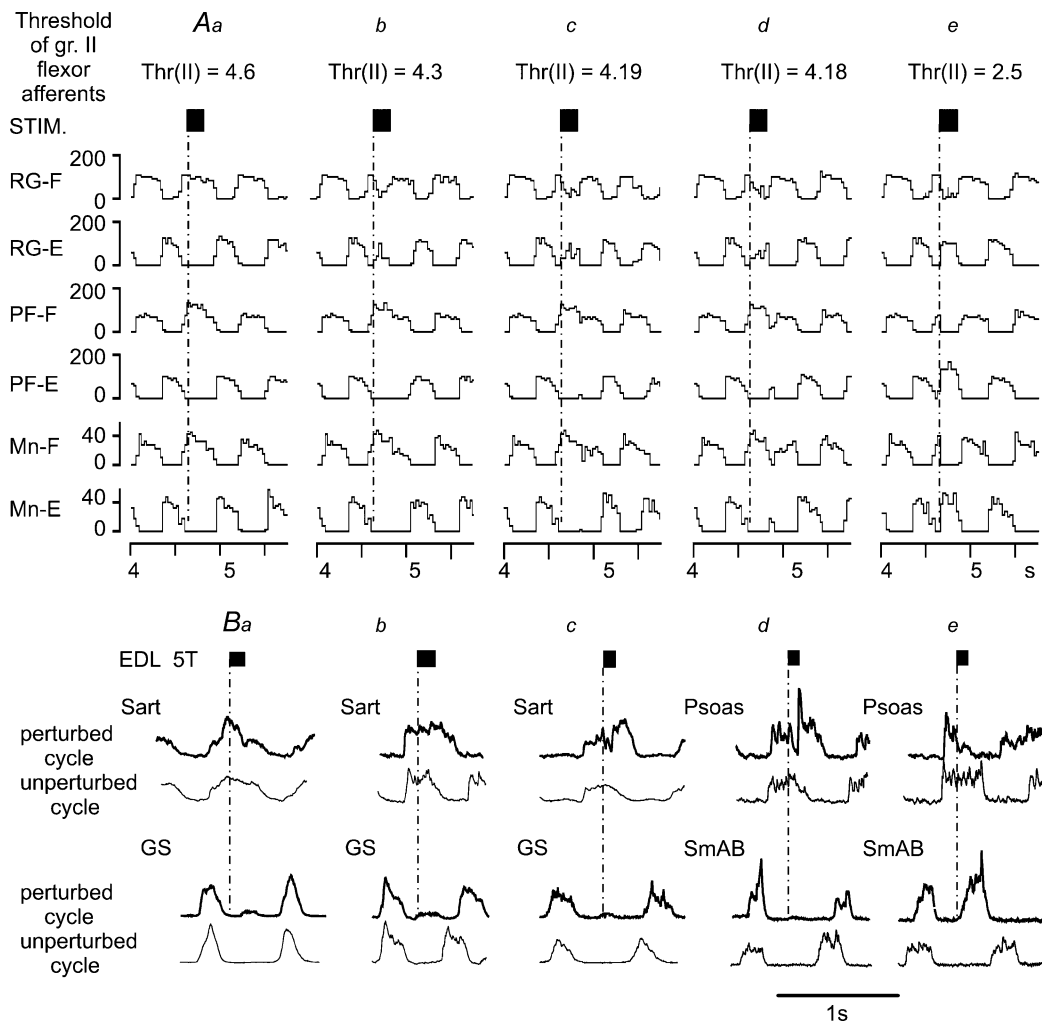 Threshold of gr. II flexor afferents
Aa b c d e
Thr(II) = 4.6 Thr(II) = 4.3 Thr(II) = 4.19 Thr(II) = 4.18 Thr(II) = 2.5
STIM.
200
RG-F
0
200
RG-E
0
200
PF-F
0
200
PF-E
0
40
Mn-F
0
40
Mn-E
0
4 5 4 5 4 5 4 5 4 5 s
Ba b c d e
EDL 5T
Sart Sart Sart Psoas Psoas
perturbed
cycle
unperturbed
cycle
GS GS GS SmAB SmAB
perturbed
cycle
unperturbed
cycle
1s